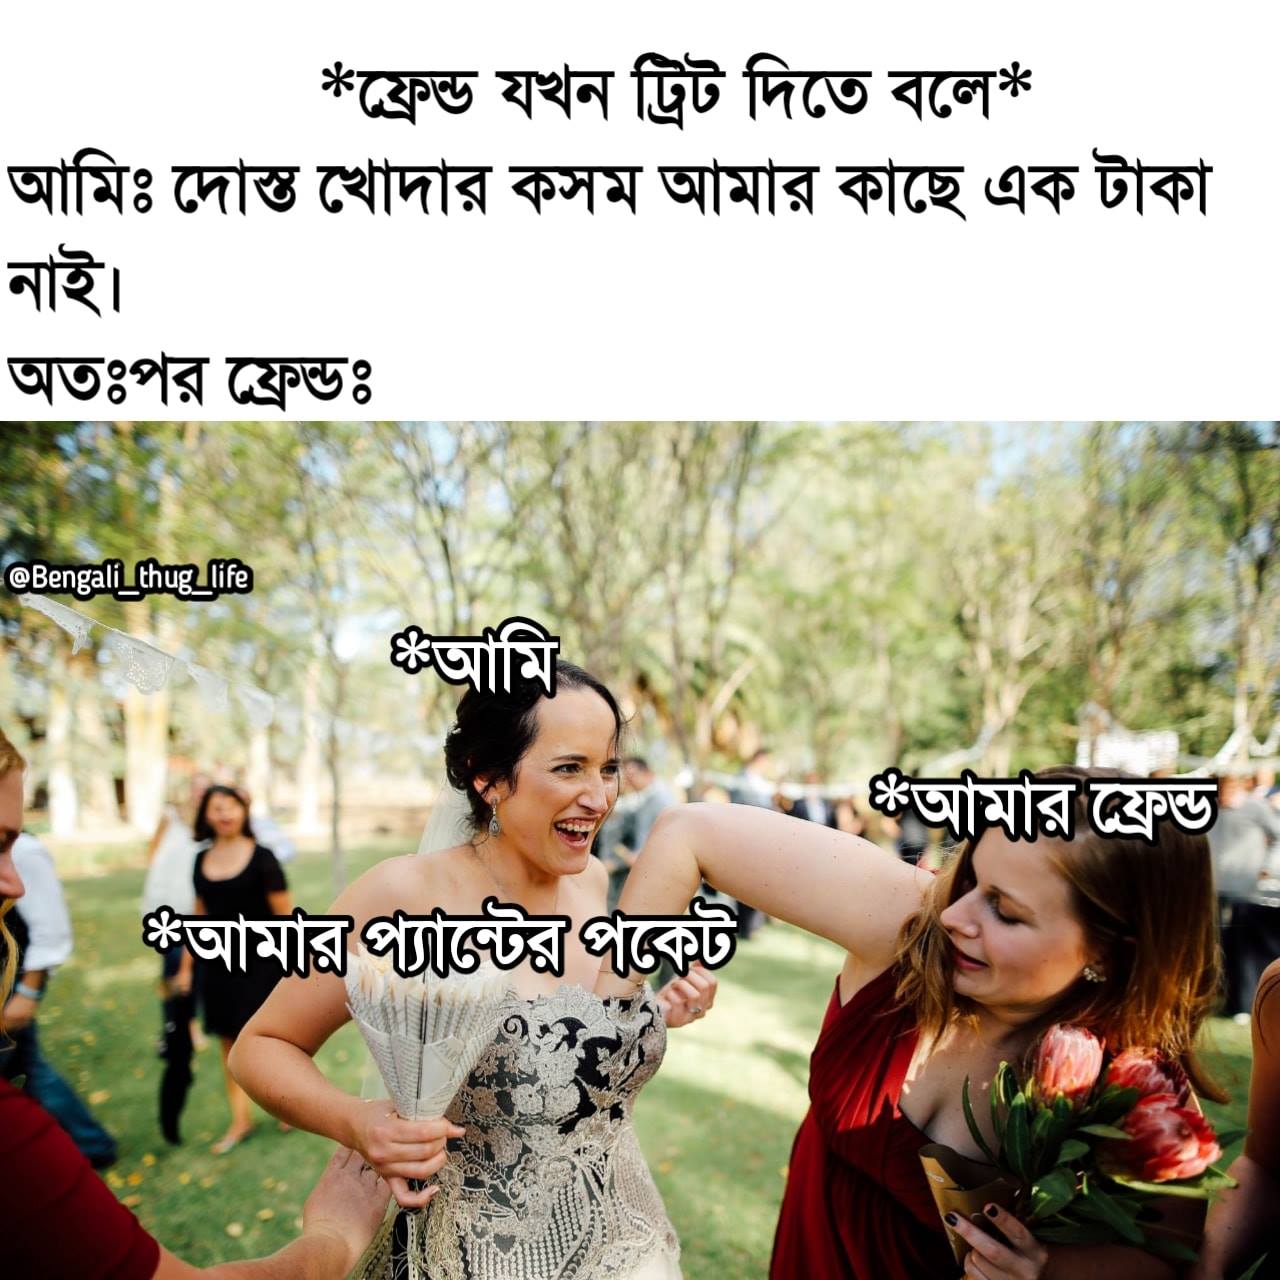 *ফ্রেন্ড যখন ট্রিট দিতে বলে*
আমিঃ দোস্ত খোদার কসম আমার কাছে এক টাকা
নাই।
অতঃপর ফ্রেন্ডঃ
@Bengali_thug_life
*আমি
*আমার ফ্রেন্ড
*আমার প্যান্টের পকেট